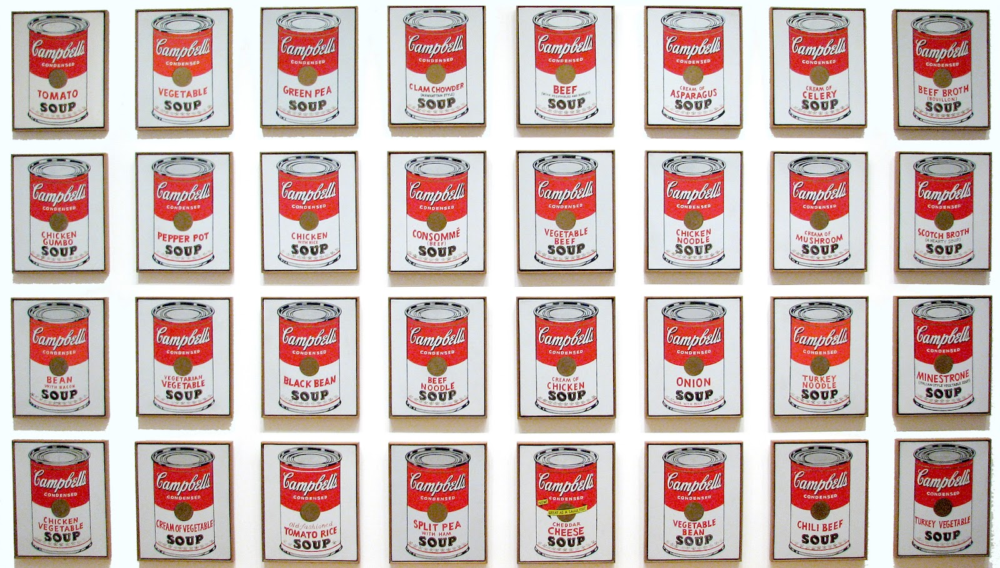 Campbell's
CONDENSED
TOMATO
SOUP
Campbell's
CONDENSED
VEGETABLE
SOUP
Campbell's
CONDENSED
GREEN PEA
SOUP
Campbell's
CONDENSED
CLAM CHOWDER
(MANHATTAN STYLE)
SOUP
Campbell's
CONDENSED
BEEF
(WITH VEGETABLES AND BARLEY)
SOUP
Campbell's
CONDENSED
CREAM OF
ASPARAGUS
SOUP
Campbell's
CONDENSED
CREAM OF
CELERY
SOUP
Campbell's
CONDENSED
BEEF BROTH
(BOUILLON)
SOUP
Campbell's
CONDENSED
CHICKEN
GUMBO
SOUP
Campbell's
CONDENSED
PEPPER POT
SOUP
Campbell's
CONDENSED
CHICKEN
WITH RICE
SOUP
Campbell's
CONDENSED
CONSOMMÉ
(BEEF)
SOUP
Campbell's
CONDENSED
VEGETABLE
BEEF
SOUP
Campbell's
CONDENSED
CHICKEN
NOODLE
SOUP
Campbell's
CONDENSED
CREAM OF
MUSHROOM
SOUP
Campbell's
CONDENSED
SCOTCH BROTH
(A HEARTY SOUP)
SOUP
Campbell's
CONDENSED
BEAN
WITH BACON
SOUP
Campbell's
CONDENSED
VEGETARIAN
VEGETABLE
SOUP
Campbell's
CONDENSED
BLACK BEAN
SOUP
Campbell's
CONDENSED
BEEF
NOODLE
SOUP
Campbell's
CONDENSED
CREAM OF
CHICKEN
SOUP
Campbell's
CONDENSED
ONION
SOUP
MADE WITH BEEF STOCK
Campbell's
CONDENSED
TURKEY
NOODLE
SOUP
Campbell's
CONDENSED
MINESTRONE
(ITALIAN-STYLE VEGETABLE SOUP)
SOUP
Campbell's
CONDENSED
CHICKEN
VEGETABLE
SOUP
Campbell's
CONDENSED
CREAM OF VEGETABLE
SOUP
Campbell's
CONDENSED
Old-fashioned
TOMATO RICE
SOUP
Campbell's
CONDENSED
SPLIT PEA
WITH HAM
SOUP
Campbell's
CONDENSED
NEW!
GREAT AS A SAUCE TOO!
CHEDDAR
CHEESE
SOUP
Campbell's
CONDENSED
VEGETABLE
BEAN
SOUP
Campbell's
CONDENSED
CHILI BEEF
SOUP
Campbell's
CONDENSED
TURKEY VEGETABLE
SOUP